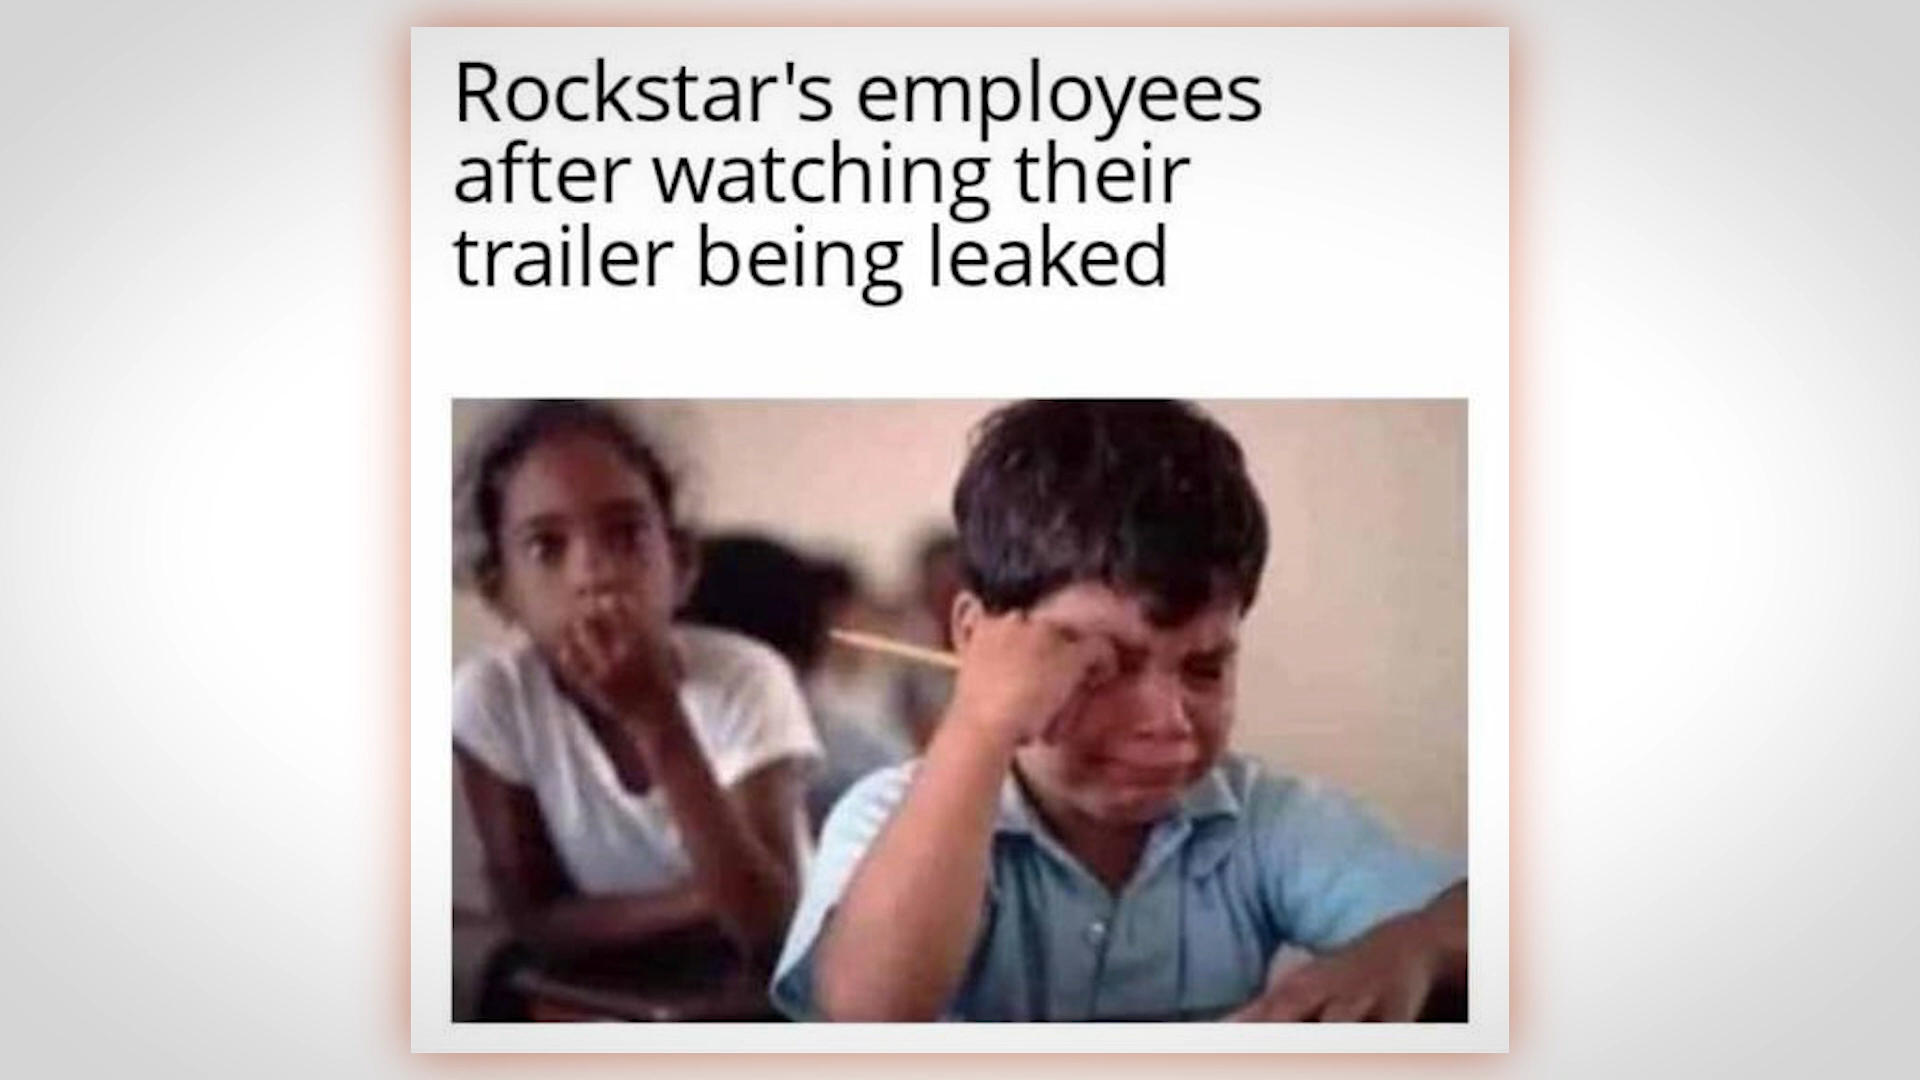 Rockstar's employees
after watching their
trailer being leaked